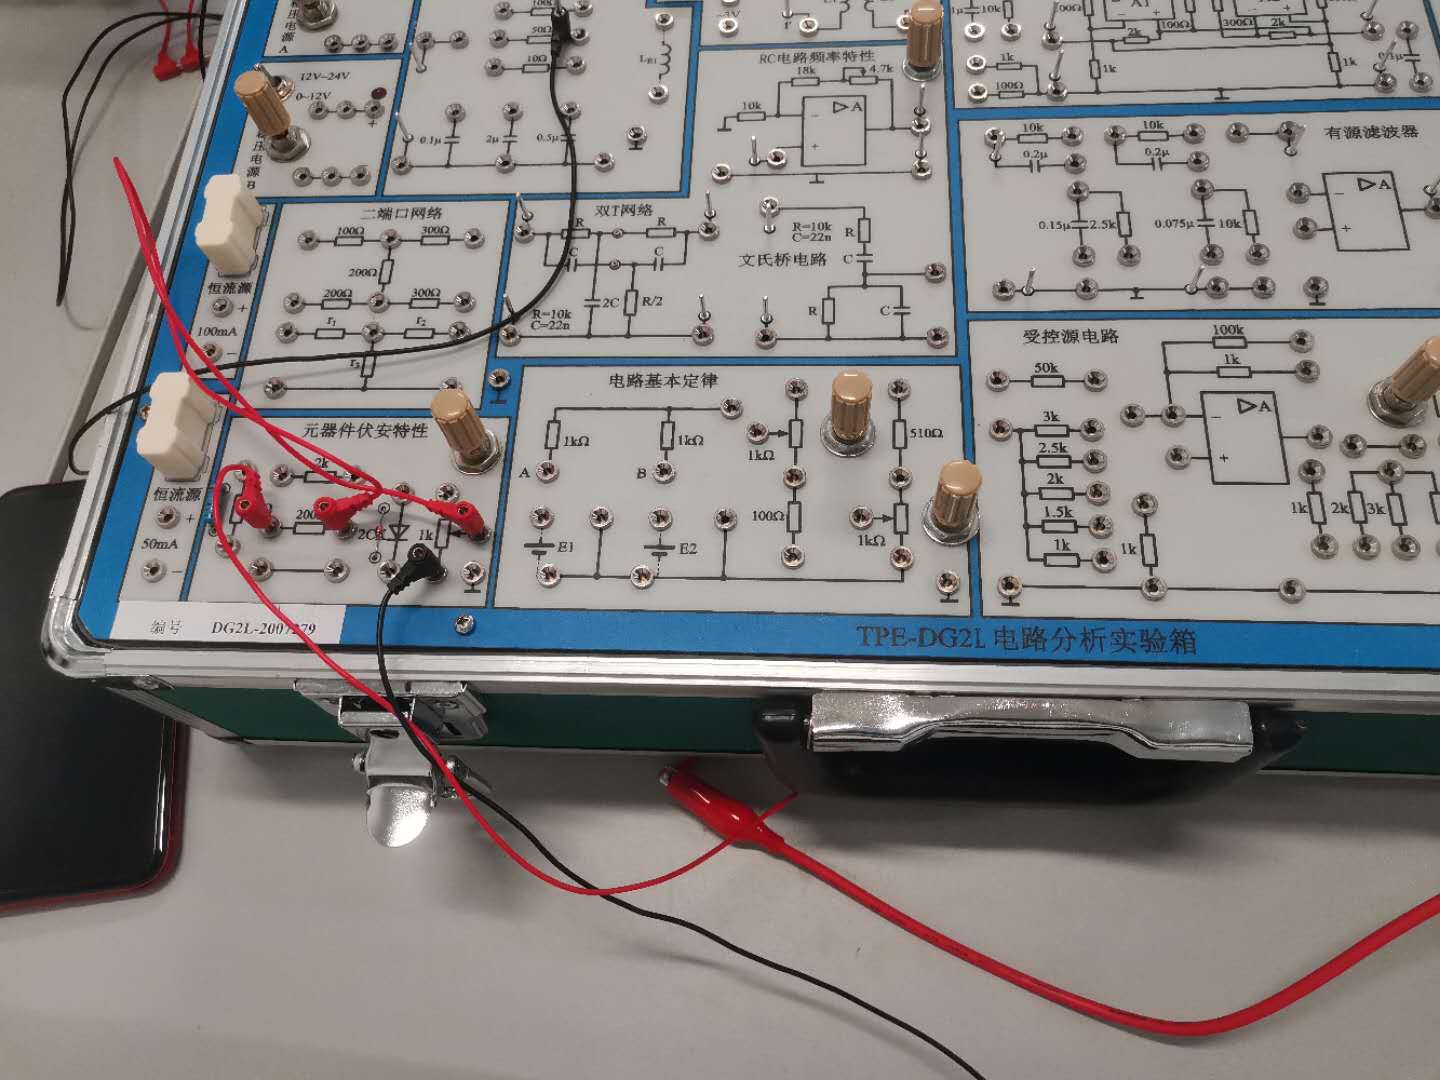 12V~24V
0~12V
压电源B
恒流源
100mA
恒流源
50mA
50Ω
10Ω
0.1μ
2μ
0.5μ
二端口网络
100Ω
300Ω
200Ω
200Ω
300Ω
r1
r2
r3
双T网络
R
R
C
C
2C
R/2
R=10k
C=22n
RC电路频率特性
18k
4.7k
10k
A
文氏桥电路
R=10k
C=22n
R
C
R
C
元器件伏安特性
2k
1k
电路基本定律
1kΩ
1kΩ
A
B
E1
E2
1kΩ
100Ω
510Ω
1kΩ
1k
100Ω
100Ω
2k
300Ω
2k
1k
1k
有源滤波器
10k
10k
0.2μ
0.2μ
0.15μ
2.5k
0.075μ
10k
A
受控源电路
100k
1k
50k
3k
2.5k
2k
1.5k
1k
1k
A
1k
2k
3k
编号 DG2L-2007279
TPE-DG2L 电路分析实验箱